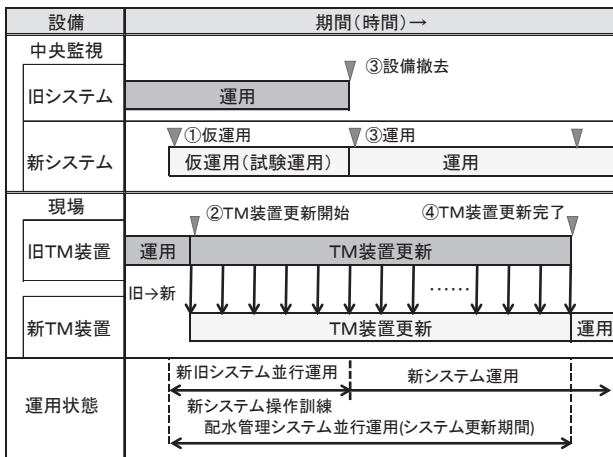 設備
期間(時間)→
中央監視
③設備撤去
旧システム
運用
①仮運用
③運用
新システム
仮運用(試験運用)
運用
現場
②TM装置更新開始
④TM装置更新完了
旧TM装置
運用
TM装置更新
旧→新
……
新TM装置
TM装置更新
運用
新旧システム並行運用
新システム運用
運用状態
新システム操作訓練
配水管理システム並行運用(システム更新期間)